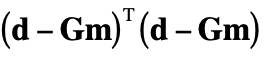 (d – Gm)ᵀ(d – Gm)